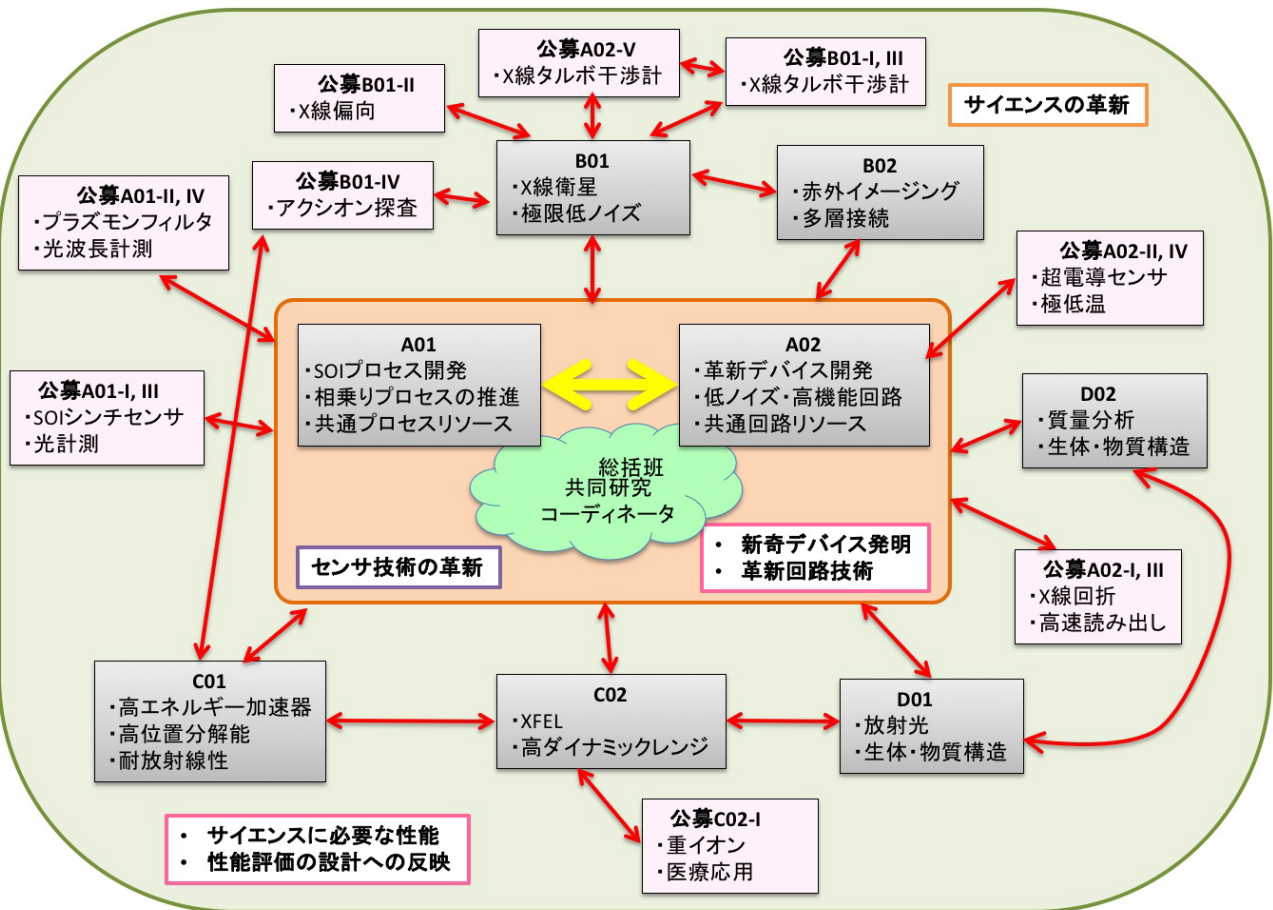 公募A02-V
・X線タルボ干渉計
公募B01-I, III
・X線タルボ干渉計
公募B01-II
・X線偏向
サイエンスの革新
B01
・X線衛星
・極限低ノイズ
B02
・赤外イメージング
・多層接続
公募B01-IV
・アクシオン探査
公募A01-II, IV
・プラズモンフィルタ
・光波長計測
公募A02-II, IV
・超電導センサ
・極低温
A01
・SOIプロセス開発
・相乗りプロセスの推進
・共通プロセスリソース
A02
・革新デバイス開発
・低ノイズ・高機能回路
・共通回路リソース
公募A01-I, III
・SOIシンチセンサ
・光計測
D02
・質量分析
・生体・物質構造
総括班
共同研究
コーディネータ
センサ技術の革新
• 新奇デバイス発明
• 革新回路技術
公募A02-I, III
・X線回折
・高速読み出し
C01
・高エネルギー加速器
・高位置分解能
・耐放射線性
C02
・XFEL
・高ダイナミックレンジ
D01
・放射光
・生体・物質構造
• サイエンスに必要な性能
• 性能評価の設計への反映
公募C02-I
・重イオン
・医療応用